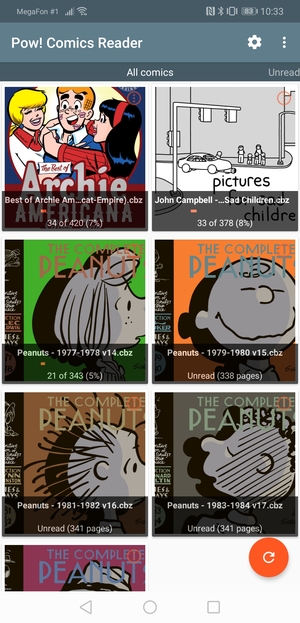 MegaFon #1
10:33
Pow! Comics Reader
All comics
Unread
The Best of
Archie
Best of Archie Am...cat-Empire).cbz
34 of 420 (7%)
pictures
John Campbell -...Sad Children.cbz
childre
33 of 378 (8%)
THE COMPLETE
PEANUTS
Peanuts - 1977-1978 v14.cbz
21 of 343 (5%)
THE COMPLETE
PEANUTS
Peanuts - 1979-1980 v15.cbz
Unread (338 pages)
THE COMPLETE
PEANUTS
Peanuts - 1981-1982 v16.cbz
Unread (341 pages)
THE COMPLETE
PEANUTS
Peanuts - 1983-1984 v17.cbz
Unread (341 pages)
THE COMPLETE
PEANUTS